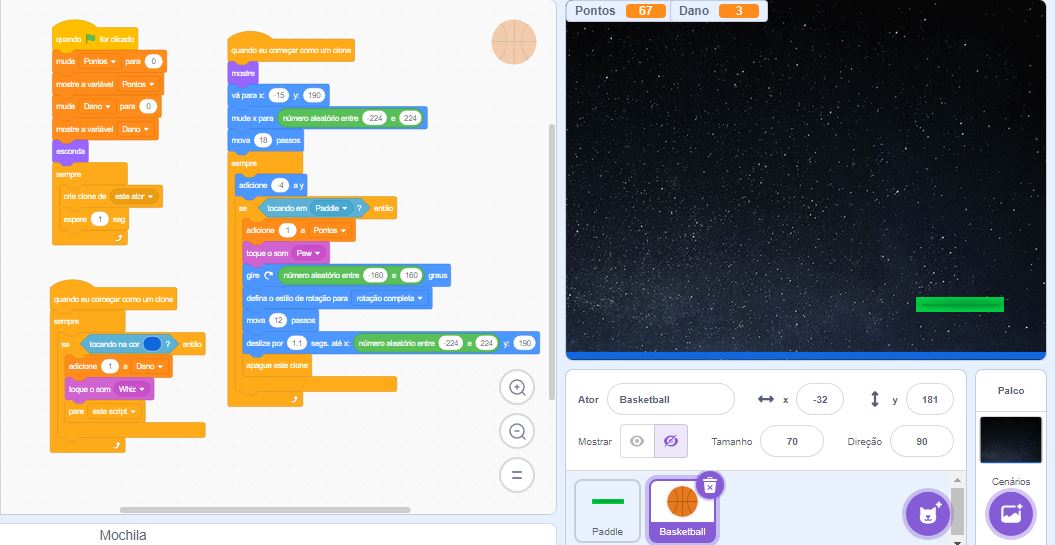 quando for clicado
mude Pontos para 0
mostre a variável Pontos
mude Dano para 0
mostre a variável Dano
esconda
sempre
crie clone de este ator
espere 1 seg
quando eu começar como um clone
sempre
se tocando na cor ? então
adicione 1 a Dano
toque o som Whiz
pare este script
quando eu começar como um clone
mostre
vá para x: -15 y: 190
mude x para número aleatório entre -224 e 224
mova 18 passos
sempre
adicione -4 a y
se tocando em Paddle ? então
adicione 1 a Pontos
toque o som Pew
gire número aleatório entre -160 e 160 graus
defina o estilo de rotação para rotação completa
mova 12 passos
deslize por 1.1 segs. até x: número aleatório entre -224 e 224 y: 190
apague este clone
Mochila
Pontos 67 Dano 3
Ator Basketball x -32 y 181
Mostrar Tamanho 70 Direção 90
Paddle
Basketball
Palco
Cenários